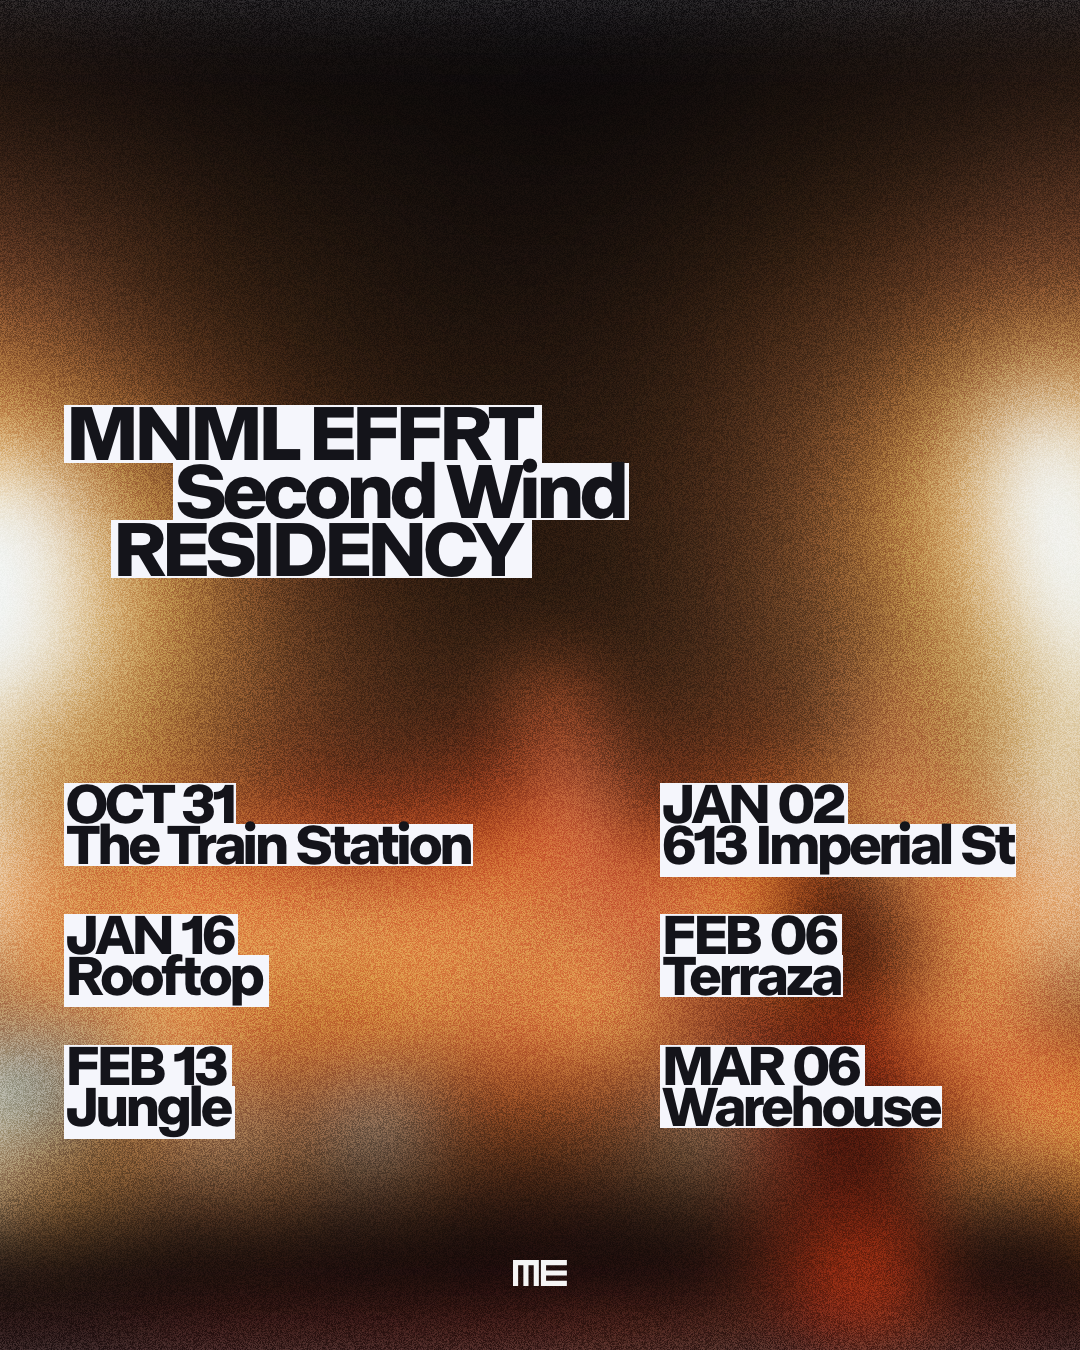 MNML EFFRT
Second Wind
RESIDENCY
OCT 31
The Train Station
JAN 02
613 Imperial St
JAN 16
Rooftop
FEB 06
Terraza
FEB 13
Jungle
MAR 06
Warehouse
ME